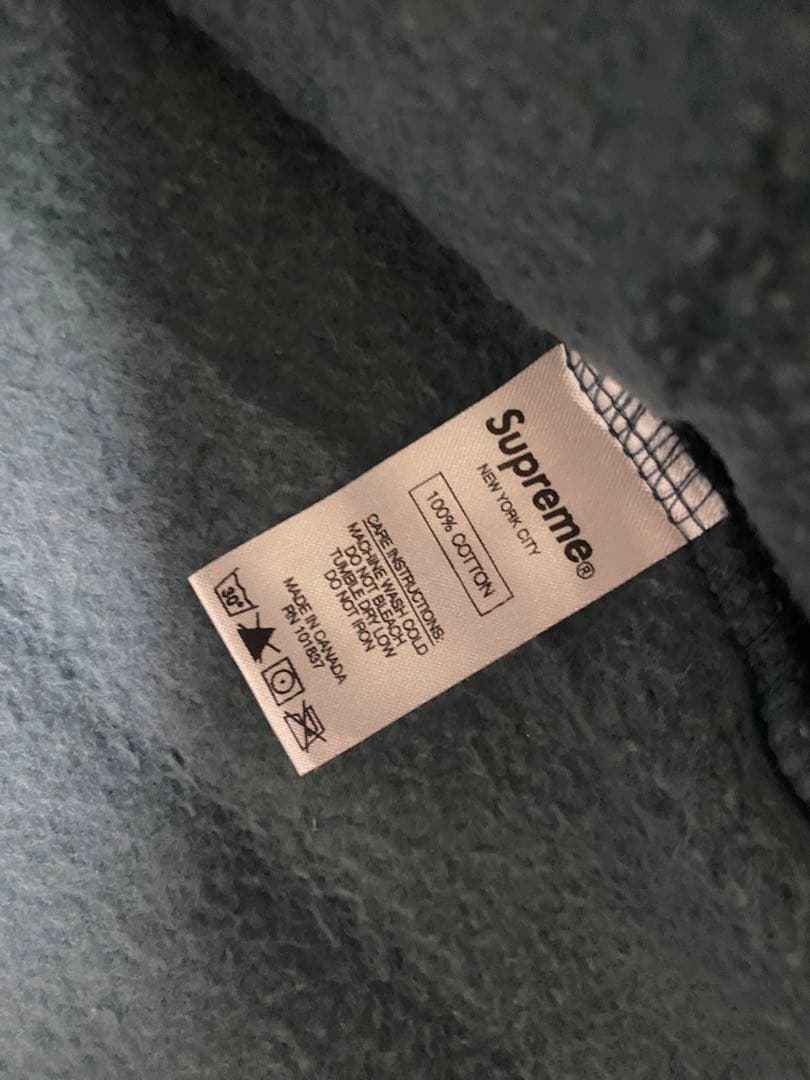 Supreme®
NEW YORK CITY
100% COTTON
CARE INSTRUCTIONS:
MACHINE WASH COLD
DO NOT BLEACH
TUMBLE DRY LOW
DO NOT IRON
MADE IN CANADA
RN 101837
30°